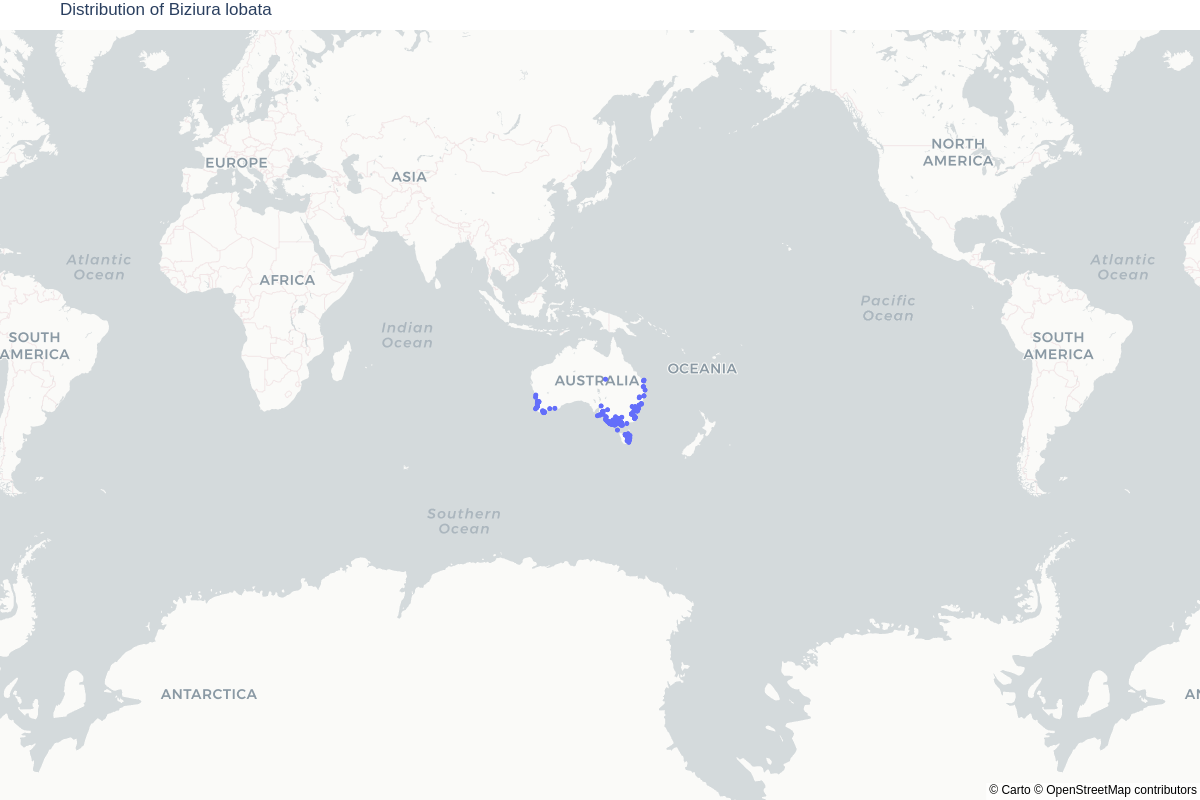 Distribution of Biziura lobata
NORTH
AMERICA
EUROPE
ASIA
Atlantic
Ocean
AFRICA
Atlantic
Ocean
Pacific
Ocean
Indian
Ocean
SOUTH
AMERICA
SOUTH
AMERICA
OCEANIA
AUSTRALIA
Southern
Ocean
ANTARCTICA
AN
© Carto © OpenStreetMap contributors